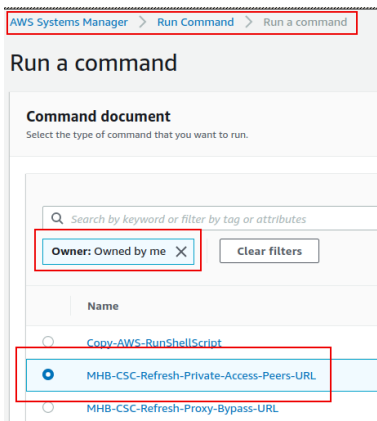 AWS Systems Manager > Run Command > Run a command
Run a command
Command document
Select the type of command that you want to run.
Search by keyword or filter by tag or attributes
Owner: Owned by me X
Clear filters
Name
Copy-AWS-RunShellScript
MHB-CSC-Refresh-Private-Access-Peers-URL
MHB-CSC-Refresh-Proxy-Bypass-URL